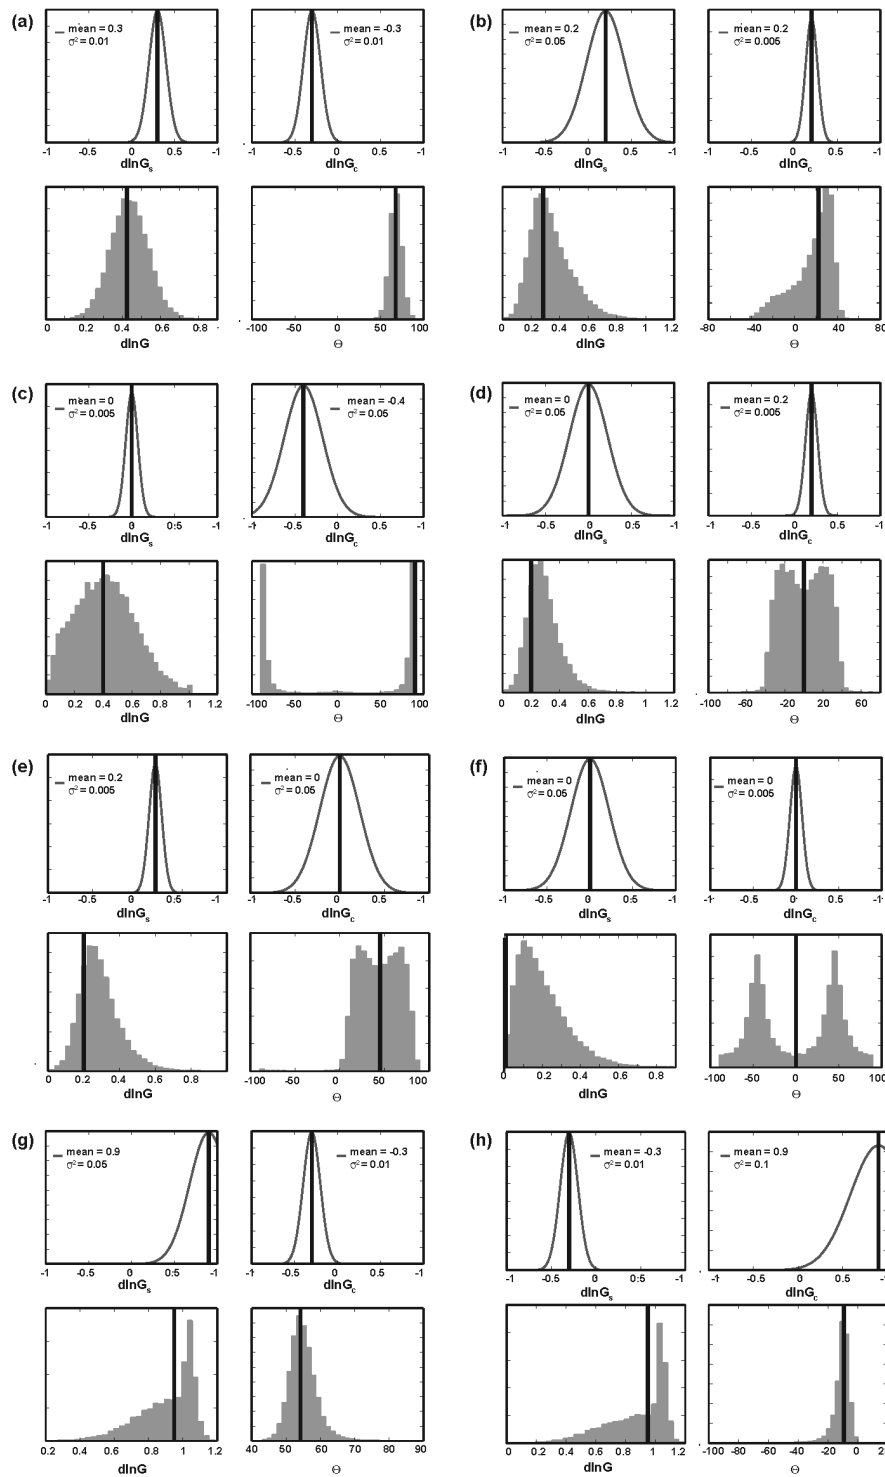 (a)
mean = 0.3
σ² = 0.01
-1 -0.5 0 0.5 -1
dlnGs
mean = -0.3
σ² = 0.01
-1 -0.5 0 0.5 -1
dlnGc
0.2 0.4 0.6 0.8
dlnG
-100 -50 0 50 100
Θ
(b)
mean = 0.2
σ² = 0.05
-1 -0.5 0 0.5 -1
dlnGs
mean = 0.2
σ² = 0.005
-1 -0.5 0 0.5 -1
dlnGc
0 0.2 0.4 0.6 0.8 1 1.2
dlnG
-80 -40 0 40 80
Θ
(c)
mean = 0
σ² = 0.005
-1 -0.5 0 0.5 -1
dlnGs
mean = -0.4
σ² = 0.05
-1 -0.5 0 0.5 -1
dlnGc
0 0.2 0.4 0.6 0.8 1 1.2
dlnG
-100 -50 0 50 100
Θ
(d)
mean = 0
σ² = 0.05
-1 -0.5 0 0.5 -1
dlnGs
mean = 0.2
σ² = 0.005
-1 -0.5 0 0.5 -1
dlnGc
0 0.2 0.4 0.6 0.8 1
dlnG
-100 -60 -20 20 60
Θ
(e)
mean = 0.2
σ² = 0.005
-1 -0.5 0 0.5 -1
dlnGs
mean = 0
σ² = 0.05
-1 -0.5 0 0.5 -1
dlnGc
0 0.2 0.4 0.8
dlnG
-100 -50 0 50 100
Θ
(f)
mean = 0
σ² = 0.05
-1 -0.5 0 0.5 -1
dlnGs
mean = 0
σ² = 0.005
-1 -0.5 0 0.5 -1
dlnGc
0 0.2 0.4 0.6 0.8
dlnG
-100 -50 0 50 100
Θ
(g)
mean = 0.9
σ² = 0.05
-1 -0.5 0 0.5 -1
dlnGs
mean = -0.3
σ² = 0.01
-1 -0.5 0 0.5 -1
dlnGc
0.2 0.4 0.6 0.8 1 1.2
dlnG
40 50 60 70 80 90
Θ
(h)
mean = -0.3
σ² = 0.01
-1 -0.5 0 0.5 -1
dlnGs
mean = 0.9
σ² = 0.1
-1 -0.5 0 0.5 -1
dlnGc
0 0.2 0.4 0.6 0.8 1 1.2
dlnG
-100 -80 -60 -40 -20 0
Θ